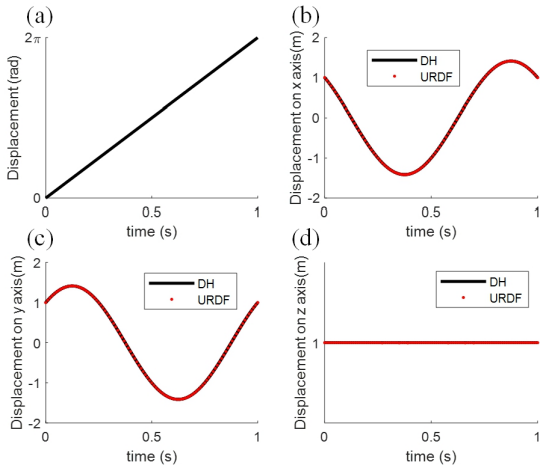 (a)
2π
Displacement (rad)
0
0
0.5
1
time (s)
(b)
DH
URDF
2
1
0
-1
-2
Displacement on x axis(m)
0
0.5
1
time (s)
(c)
DH
URDF
2
1
0
-1
-2
Displacement on y axis(m)
0
0.5
1
time (s)
(d)
DH
URDF
1
Displacement on z axis(m)
0
0.5
1
time (s)